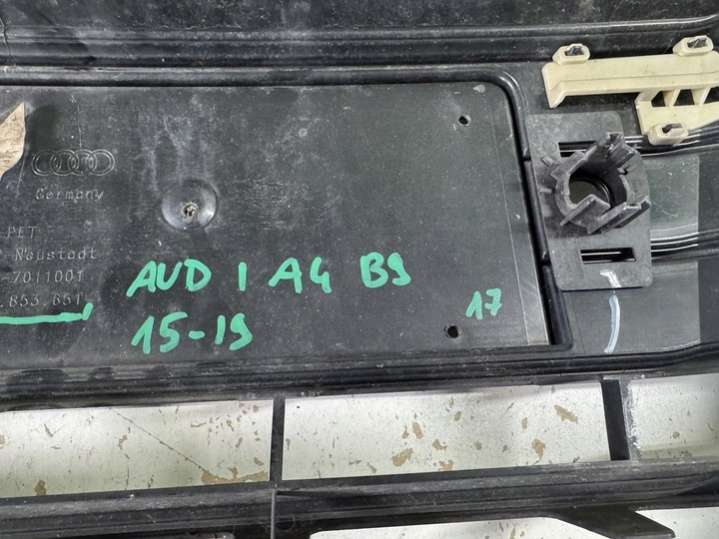 Germany
PET
Neustadt
-7011001
.853.651
AUDI A4 B9
15-19
17